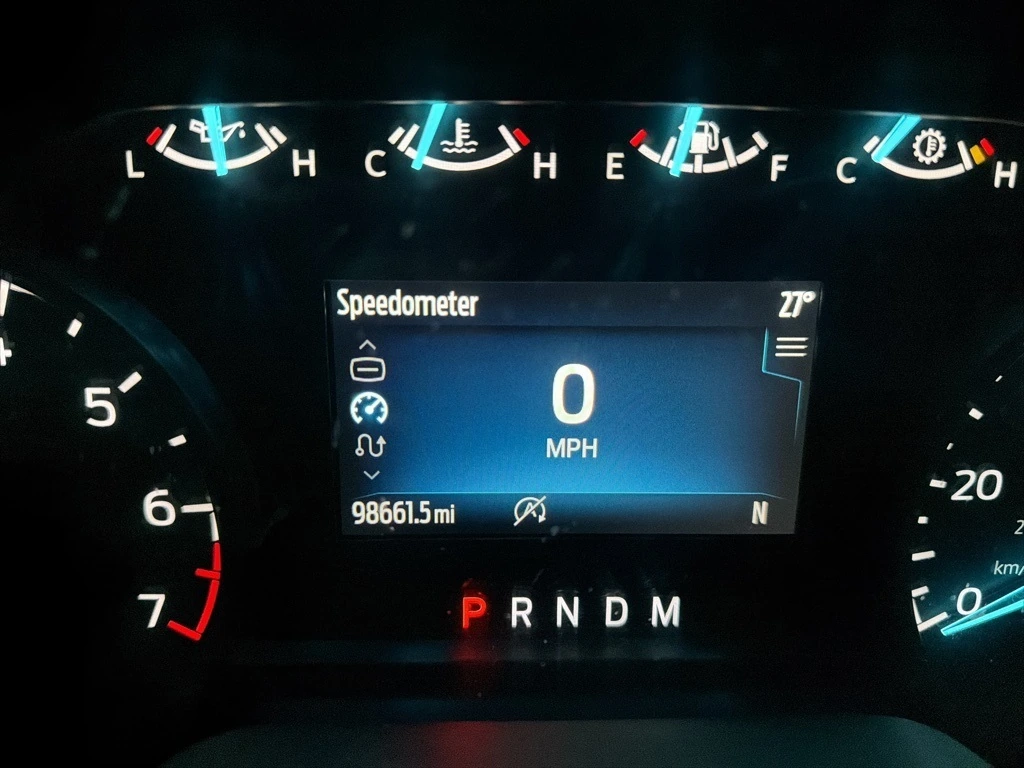 L H C H E F C H
Speedometer 27°
0
MPH
98661.5 mi N
P R N D M
5
6
7
20
km/
0